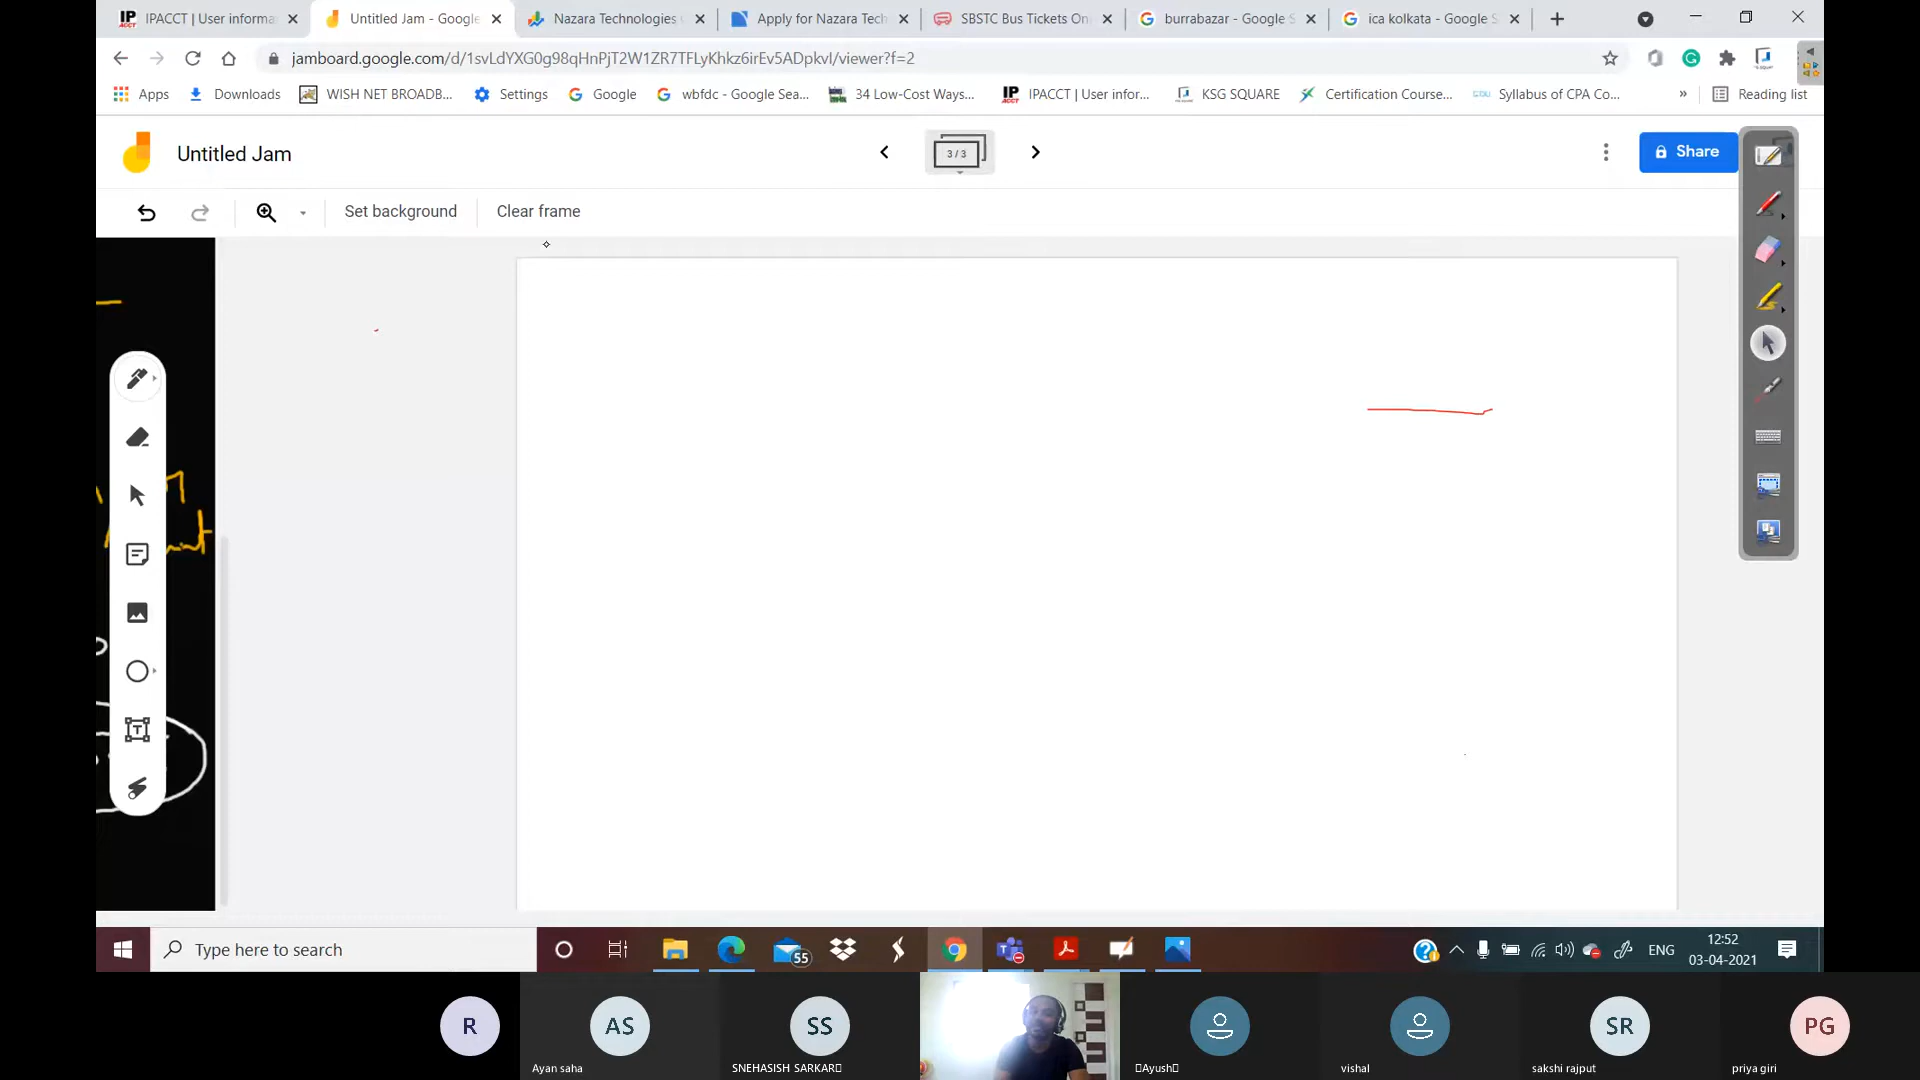 IPACCT | User informa
Untitled Jam - Google
Nazara Technologies
Apply for Nazara Tech
SBSTC Bus Tickets On
burrabazar - Google S
ica kolkata - Google S
jamboard.google.com/d/1svLdYXG0g98qHnPjT2W1ZR7TFLyKhkz6irEv5ADpkvI/viewer?f=2
Apps
Downloads
WISH NET BROADB...
Settings
Google
wbfdc - Google Sea...
34 Low-Cost Ways...
IPACCT | User infor...
KSG SQUARE
Certification Course...
Syllabus of CPA Co...
»
Reading list
Untitled Jam
3 / 3
Share
Set background
Clear frame
Type here to search
55
ENG
12:52
03-04-2021
R
AS
SS
SR
PG
Ayan saha
SNEHASISH SARKAR
Ayush
vishal
sakshi rajput
priya giri